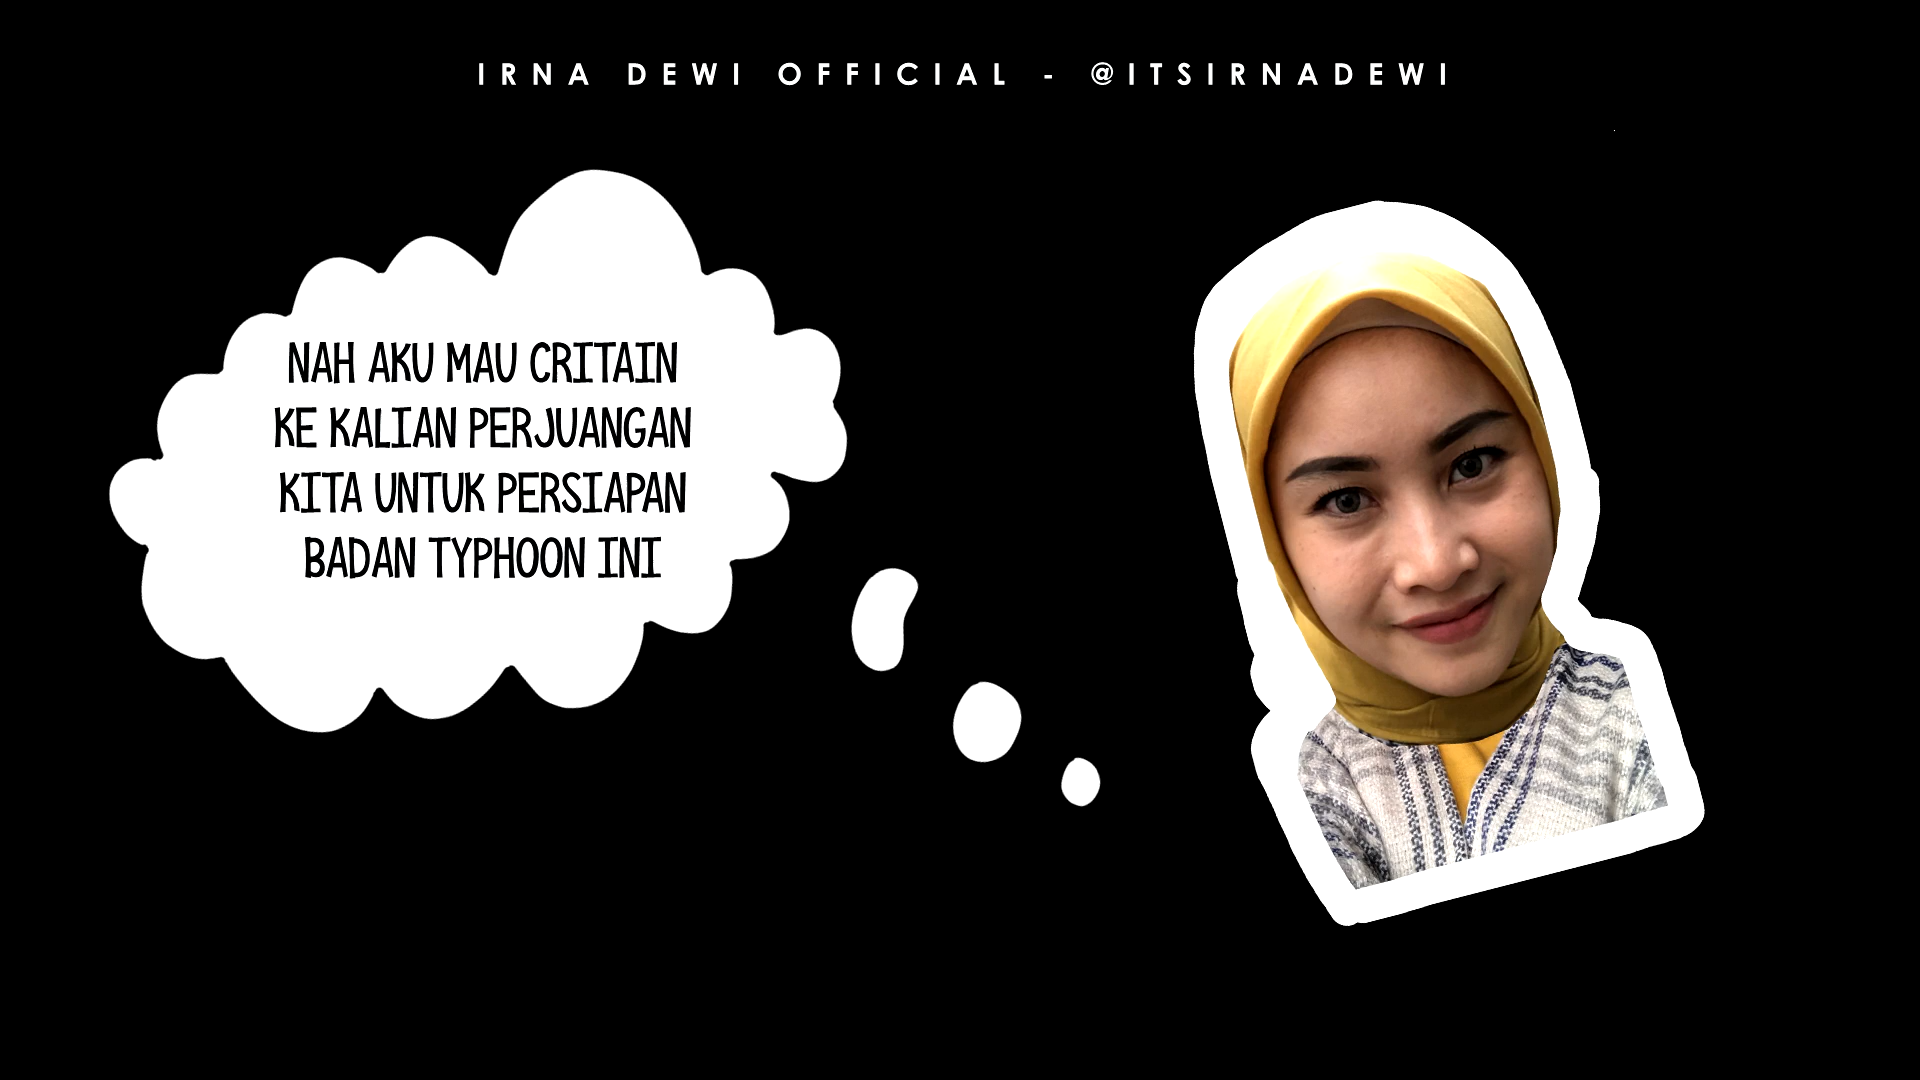 IRNA DEWI OFFICIAL - @ITSIRNADEWI
NAH AKU MAU CRITAIN
KE KALIAN PERJUANGAN
KITA UNTUK PERSIAPAN
BADAN TYPHOON INI